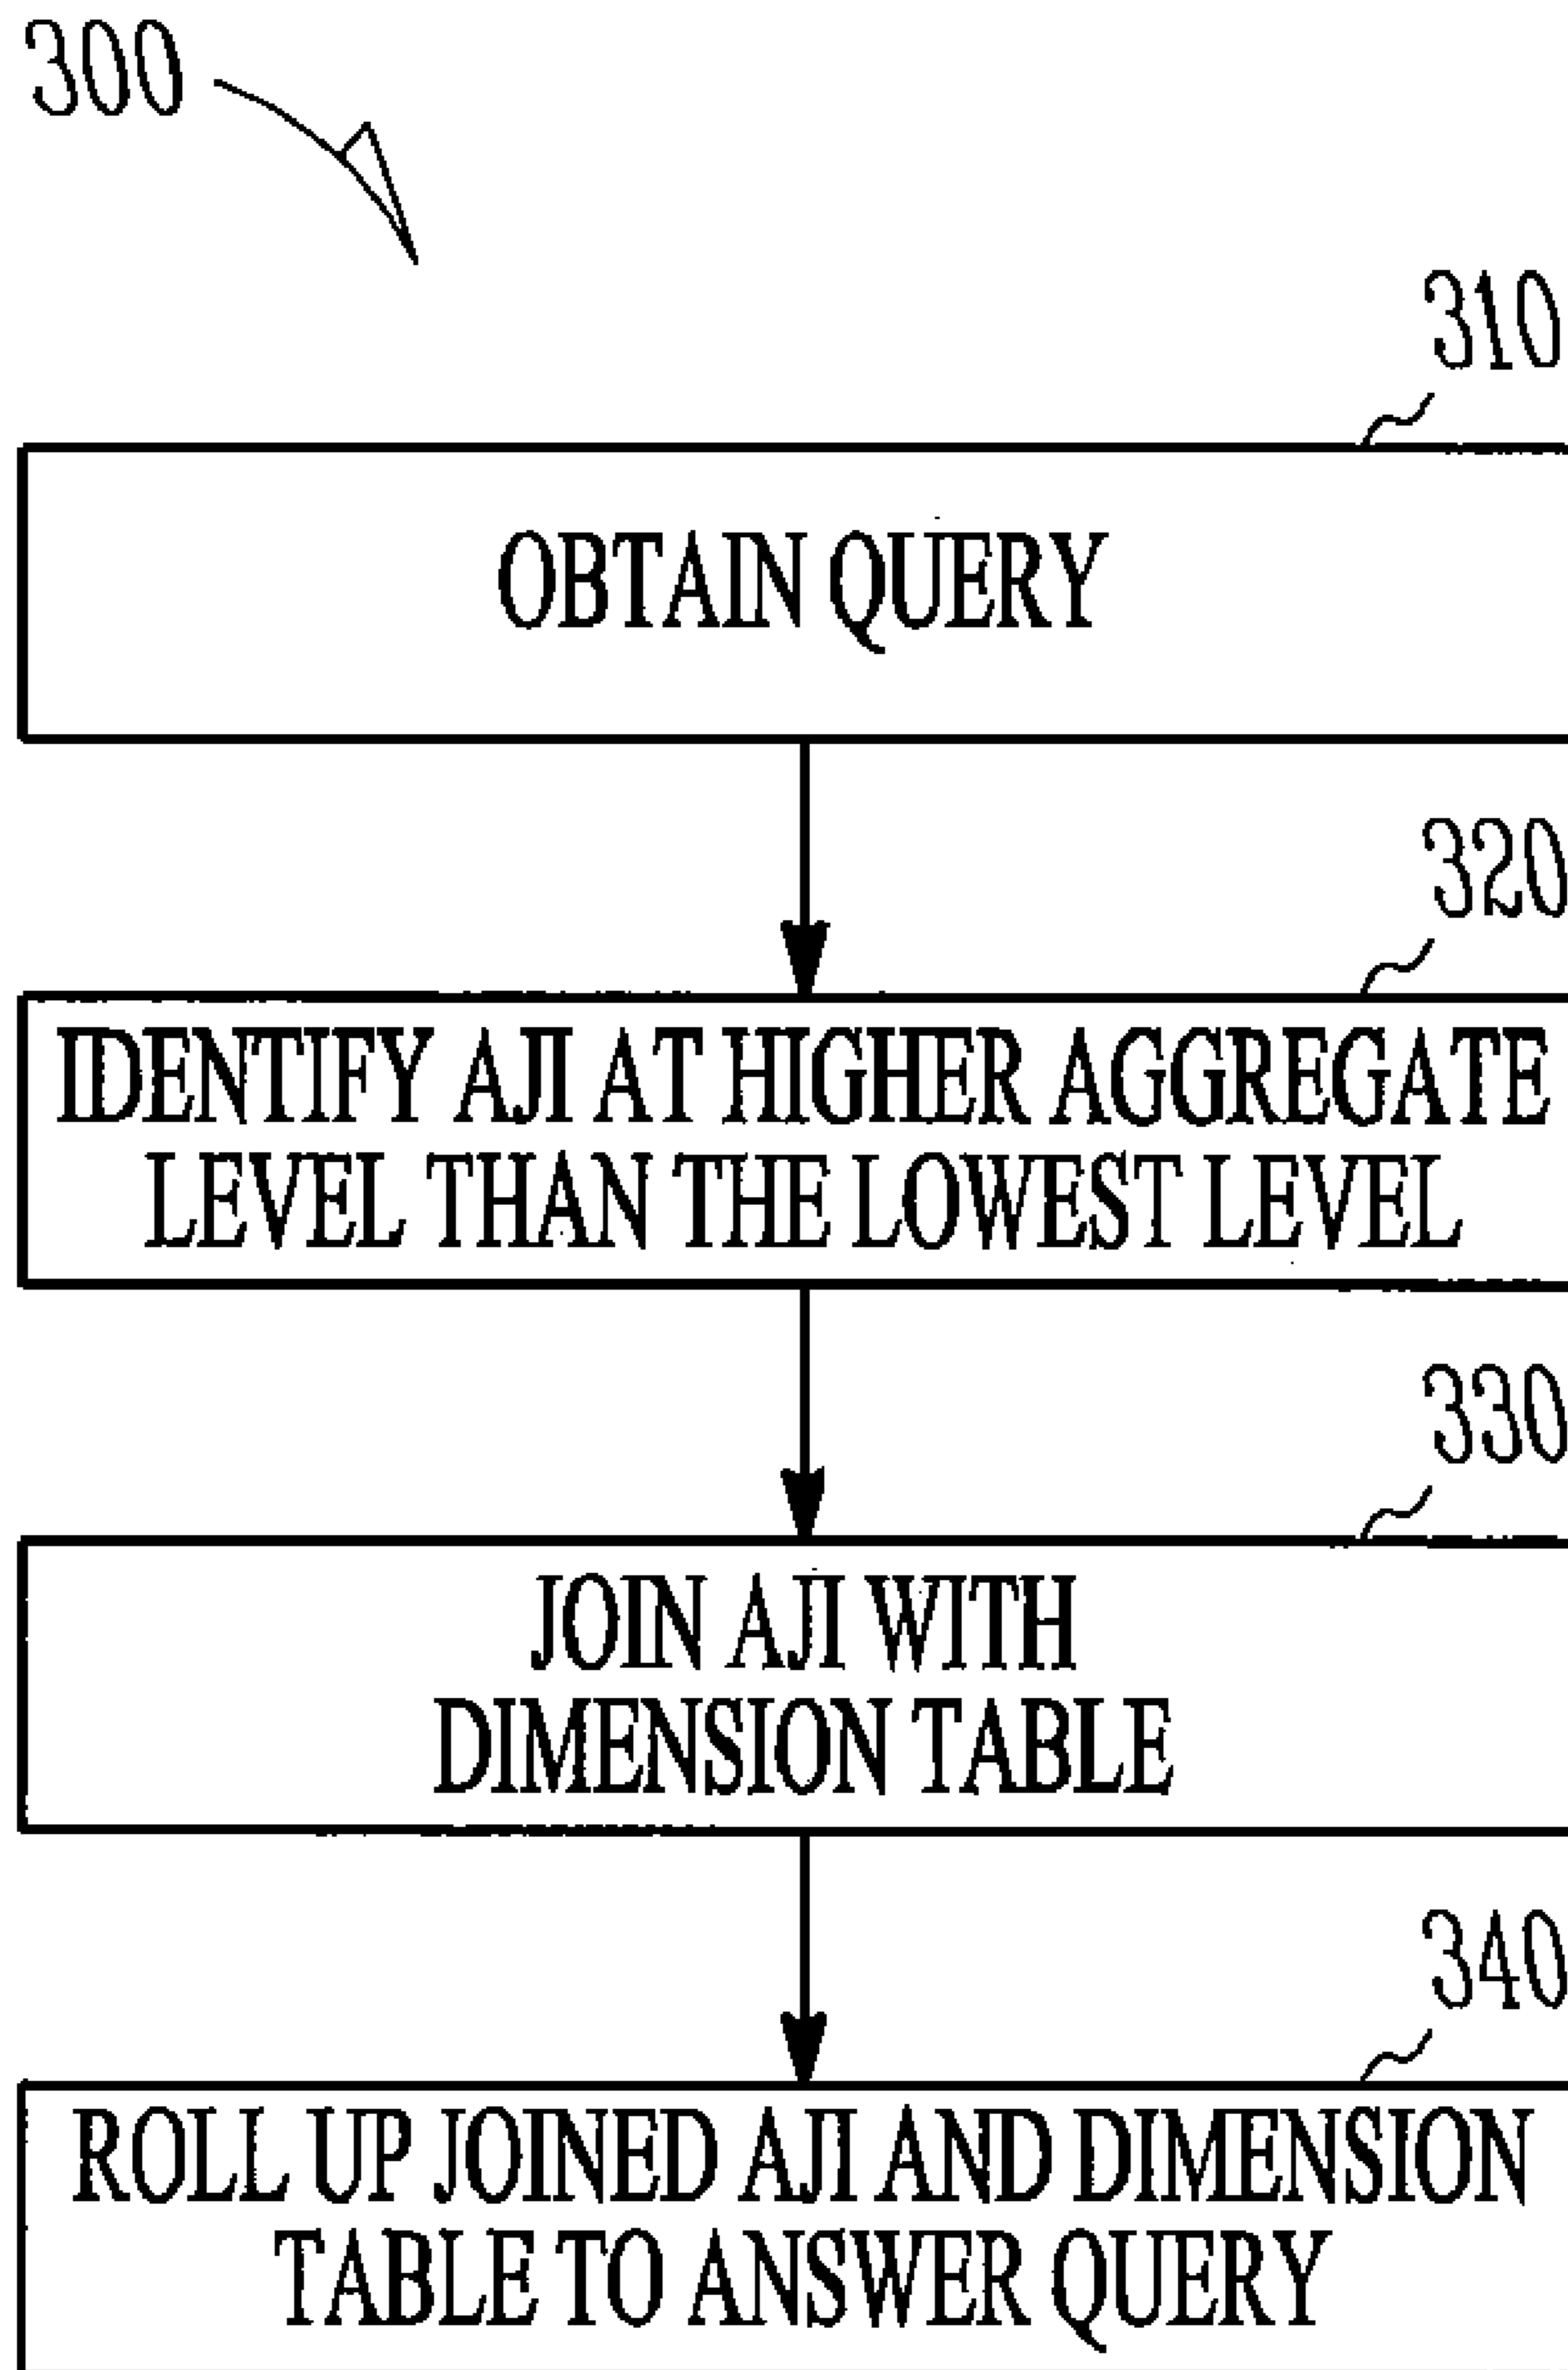 300
310
OBTAIN QUERY
320
IDENTIFY AJI AT HIGHER AGGREGATE
LEVEL THAN THE LOWEST LEVEL
330
JOIN AJI WITH
DIMENSION TABLE
340
ROLL UP JOINED AJI AND DIMENSION
TABLE TO ANSWER QUERY